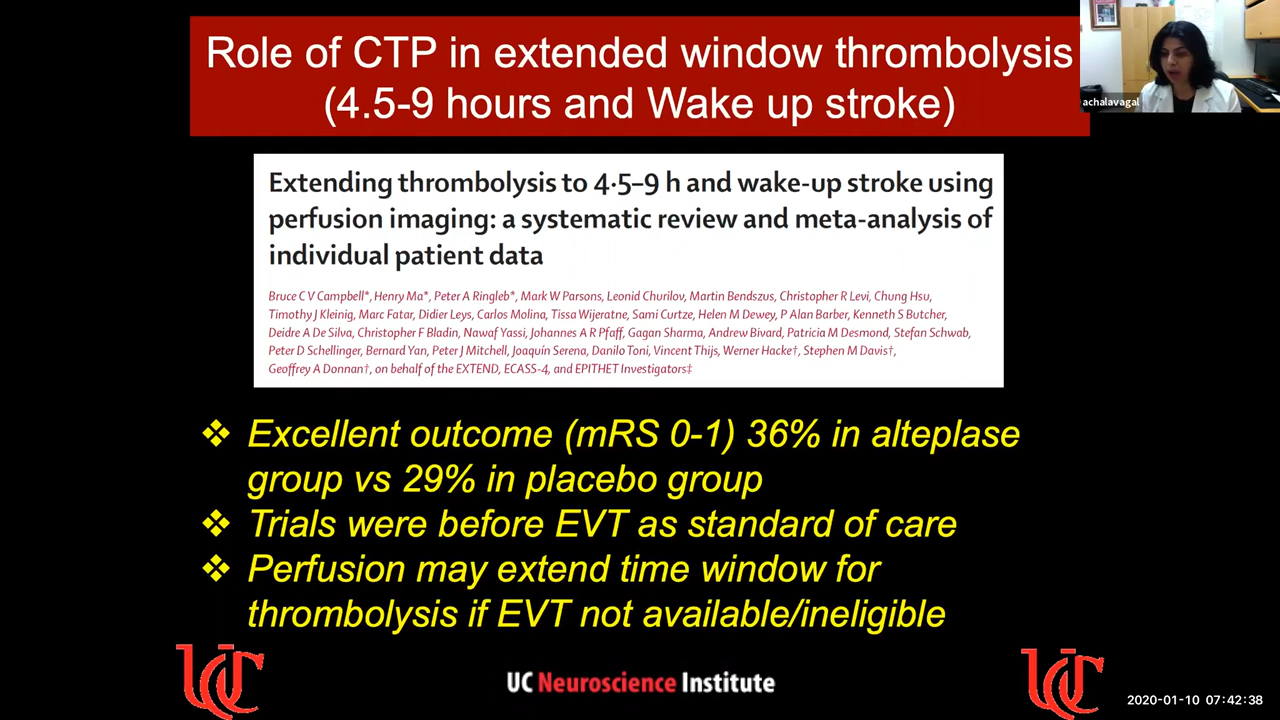 Role of CTP in extended window thrombolysis
(4.5-9 hours and Wake up stroke)
achalavagal
Extending thrombolysis to 4·5–9 h and wake-up stroke using
perfusion imaging: a systematic review and meta-analysis of
individual patient data
Bruce C V Campbell*, Henry Ma*, Peter A Ringleb*, Mark W Parsons, Leonid Churilov, Martin Bendszus, Christopher R Levi, Chung Hsu,
Timothy J Kleinig, Marc Fatar, Didier Leys, Carlos Molina, Tissa Wijeratne, Sami Curtze, Helen M Dewey, P Alan Barber, Kenneth S Butcher,
Deidre A De Silva, Christopher F Bladin, Nawaf Yassi, Johannes A R Pfaff, Gagan Sharma, Andrew Bivard, Patricia M Desmond, Stefan Schwab,
Peter D Schellinger, Bernard Yan, Peter J Mitchell, Joaquín Serena, Danilo Toni, Vincent Thijs, Werner Hacke†, Stephen M Davis†,
Geoffrey A Donnan†, on behalf of the EXTEND, ECASS-4, and EPITHET Investigators‡
❖ Excellent outcome (mRS 0-1) 36% in alteplase
group vs 29% in placebo group
❖ Trials were before EVT as standard of care
❖ Perfusion may extend time window for
thrombolysis if EVT not available/ineligible
UC
UC Neuroscience Institute
UC
2020-01-10 07:42:38